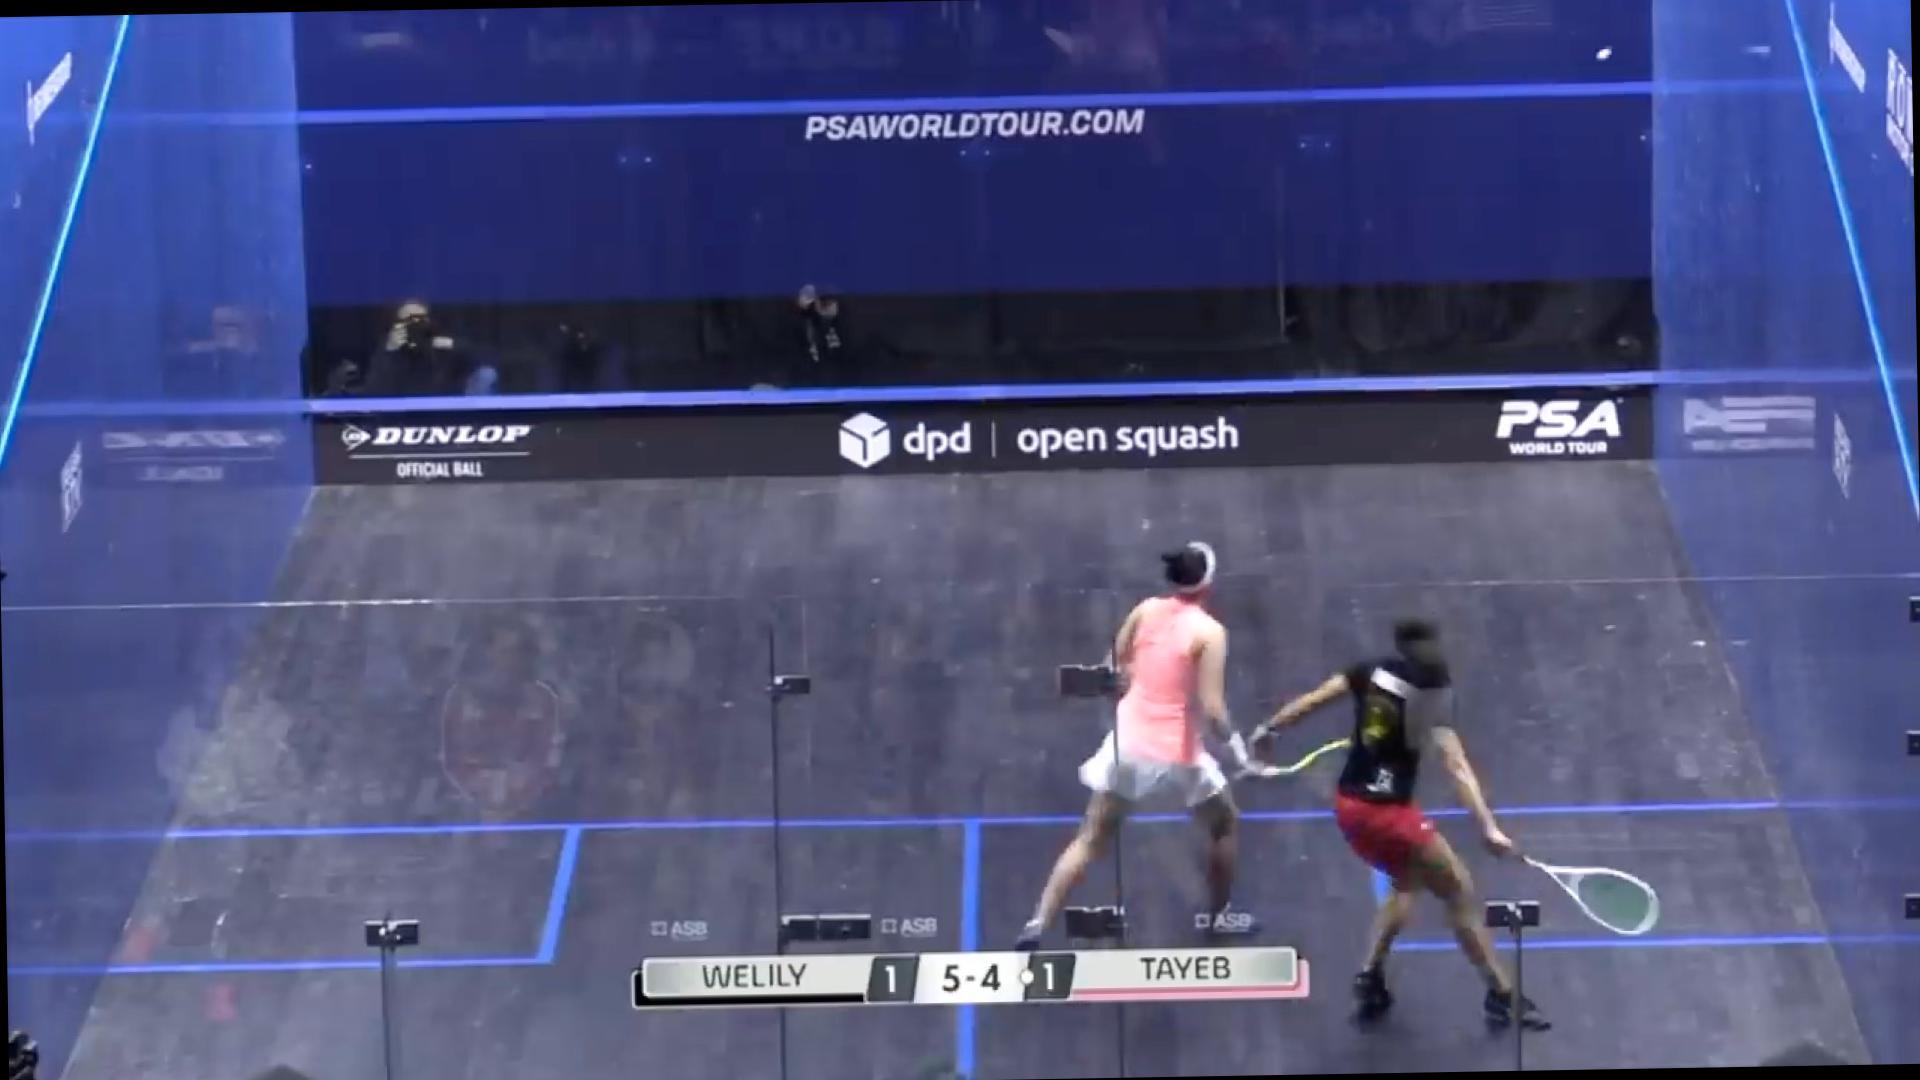 PSAWORLDTOUR.COM
DUNLOP
OFFICIAL BALL
dpd | open squash
PSA
WORLD TOUR
ASB
ASB
ASB
WELILY 1 5-4 1 TAYEB